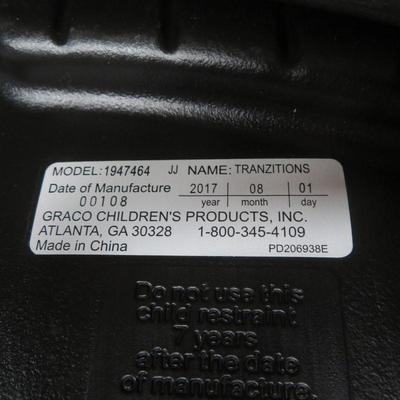 MODEL:1947464 JJ NAME: TRANZITIONS
Date of Manufacture 2017 | 08 | 01
00108 year month day
GRACO CHILDREN'S PRODUCTS, INC.
ATLANTA, GA 30328 1-800-345-4109
Made in China PD206938E
Do not use this
child restraint
7 years
after the date
of manufacture.